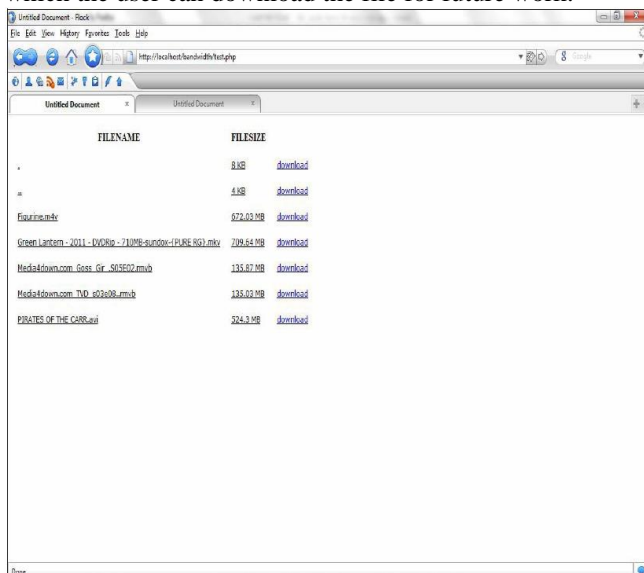 which the user can download the file for future work.
Untitled Document - Flock
File Edit View History Favorites Tools Help
http://localhost/bandwidth/test.php
Google
Untitled Document x
Untitled Document x
FILENAME FILESIZE
. 8 KB download
.. 4 KB download
Figurine.m4v 672.03 MB download
Green Lantern - 2011 - DVDRip - 710MB-sundox-{PURE RG}.mkv 709.64 MB download
Media4down.com_Goss_Gir_.S05E02.rmvb 135.87 MB download
Media4down.com_TVD_s03e08..rmvb 135.03 MB download
PIRATES OF THE CARR.avi 524.3 MB download
Done